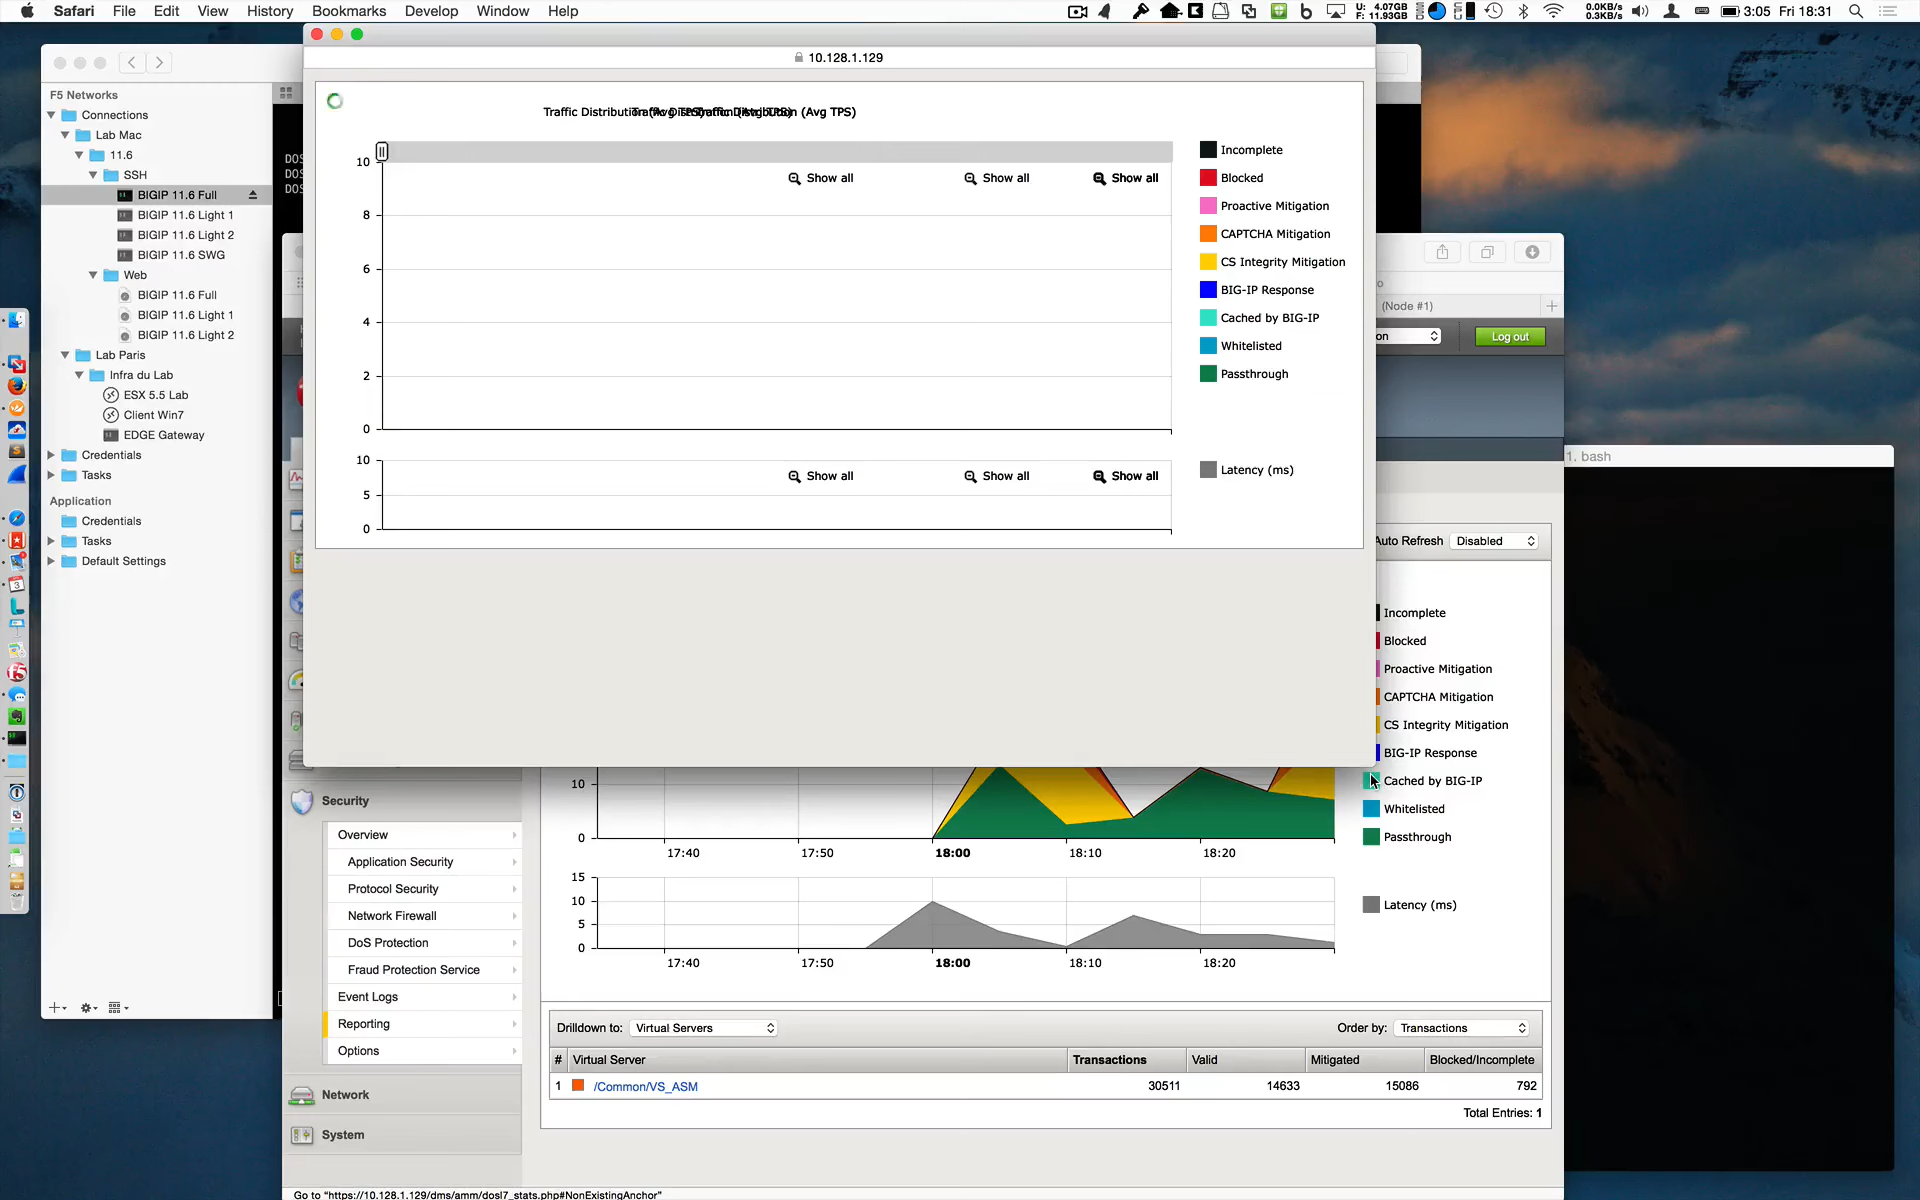 Safari File Edit View History Bookmarks Develop Window Help
U: 4.07GB
F: 11.93GB
0.0KB/s
0.3KB/s
3:05 Fri 18:31
10.128.1.129
F5 Networks
Connections
Lab Mac
11.6
SSH
BIGIP 11.6 Full
BIGIP 11.6 Light 1
BIGIP 11.6 Light 2
BIGIP 11.6 SWG
Web
BIGIP 11.6 Full
BIGIP 11.6 Light 1
BIGIP 11.6 Light 2
Lab Paris
Infra du Lab
ESX 5.5 Lab
Client Win7
EDGE Gateway
Credentials
Tasks
Application
Credentials
Tasks
Default Settings
DOS
DOS
DOS
Traffic Distribution (Avg TPS)
10
8
6
4
2
0
Show all Show all Show all
Incomplete
Blocked
Proactive Mitigation
CAPTCHA Mitigation
CS Integrity Mitigation
BIG-IP Response
Cached by BIG-IP
Whitelisted
Passthrough
10
5
0
Show all Show all Show all
Latency (ms)
(Node #1)
on
Log out
1. bash
Auto Refresh Disabled
Incomplete
Blocked
Proactive Mitigation
CAPTCHA Mitigation
CS Integrity Mitigation
BIG-IP Response
Cached by BIG-IP
Whitelisted
Passthrough
10
0
17:40 17:50 18:00 18:10 18:20
15
10
5
0
17:40 17:50 18:00 18:10 18:20
Latency (ms)
Security
Overview
Application Security
Protocol Security
Network Firewall
DoS Protection
Fraud Protection Service
Event Logs
Reporting
Options
Network
System
Drilldown to: Virtual Servers Order by: Transactions
# Virtual Server Transactions Valid Mitigated Blocked/Incomplete
1 /Common/VS_ASM 30511 14633 15086 792
Total Entries: 1
Go to "https://10.128.1.129/dms/amm/dosl7_stats.php#NonExistingAnchor"